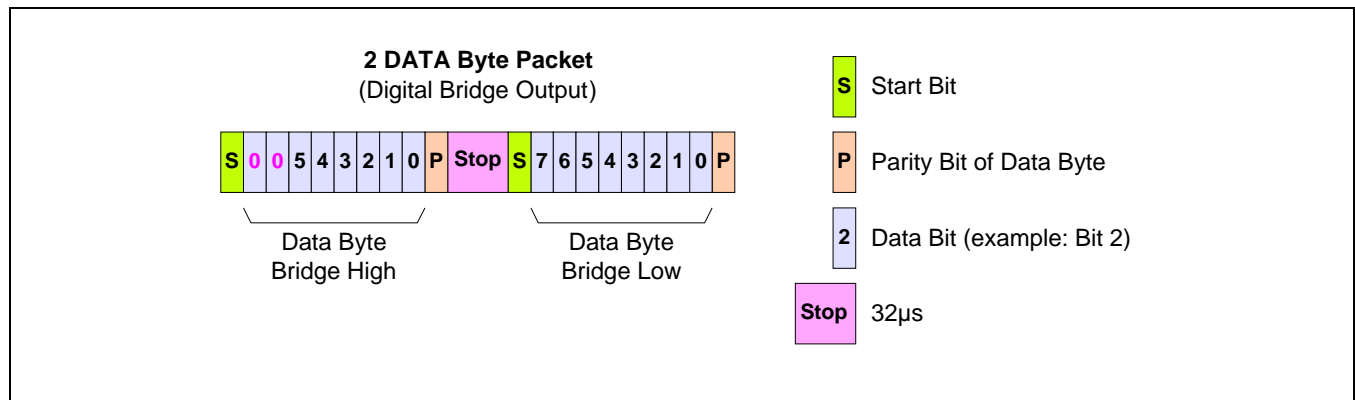 2 DATA Byte Packet
(Digital Bridge Output)
S 0 0 5 4 3 2 1 0 P Stop S 7 6 5 4 3 2 1 0 P
Data Byte
Bridge High
Data Byte
Bridge Low
S Start Bit
P Parity Bit of Data Byte
2 Data Bit (example: Bit 2)
Stop 32µs